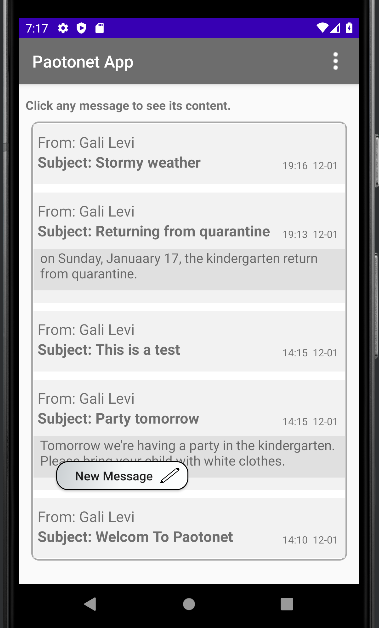 7:17
Paotonet App
Click any message to see its content.
From: Gali Levi
Subject: Stormy weather 19:16 12-01
From: Gali Levi
Subject: Returning from quarantine 19:13 12-01
on Sunday, Januaary 17, the kindergarten return
from quarantine.
From: Gali Levi
Subject: This is a test 14:15 12-01
From: Gali Levi
Subject: Party tomorrow 14:15 12-01
Tomorrow we're having a party in the kindergarten.
Please bring your child with white clothes.
New Message
From: Gali Levi
Subject: Welcom To Paotonet 14:10 12-01